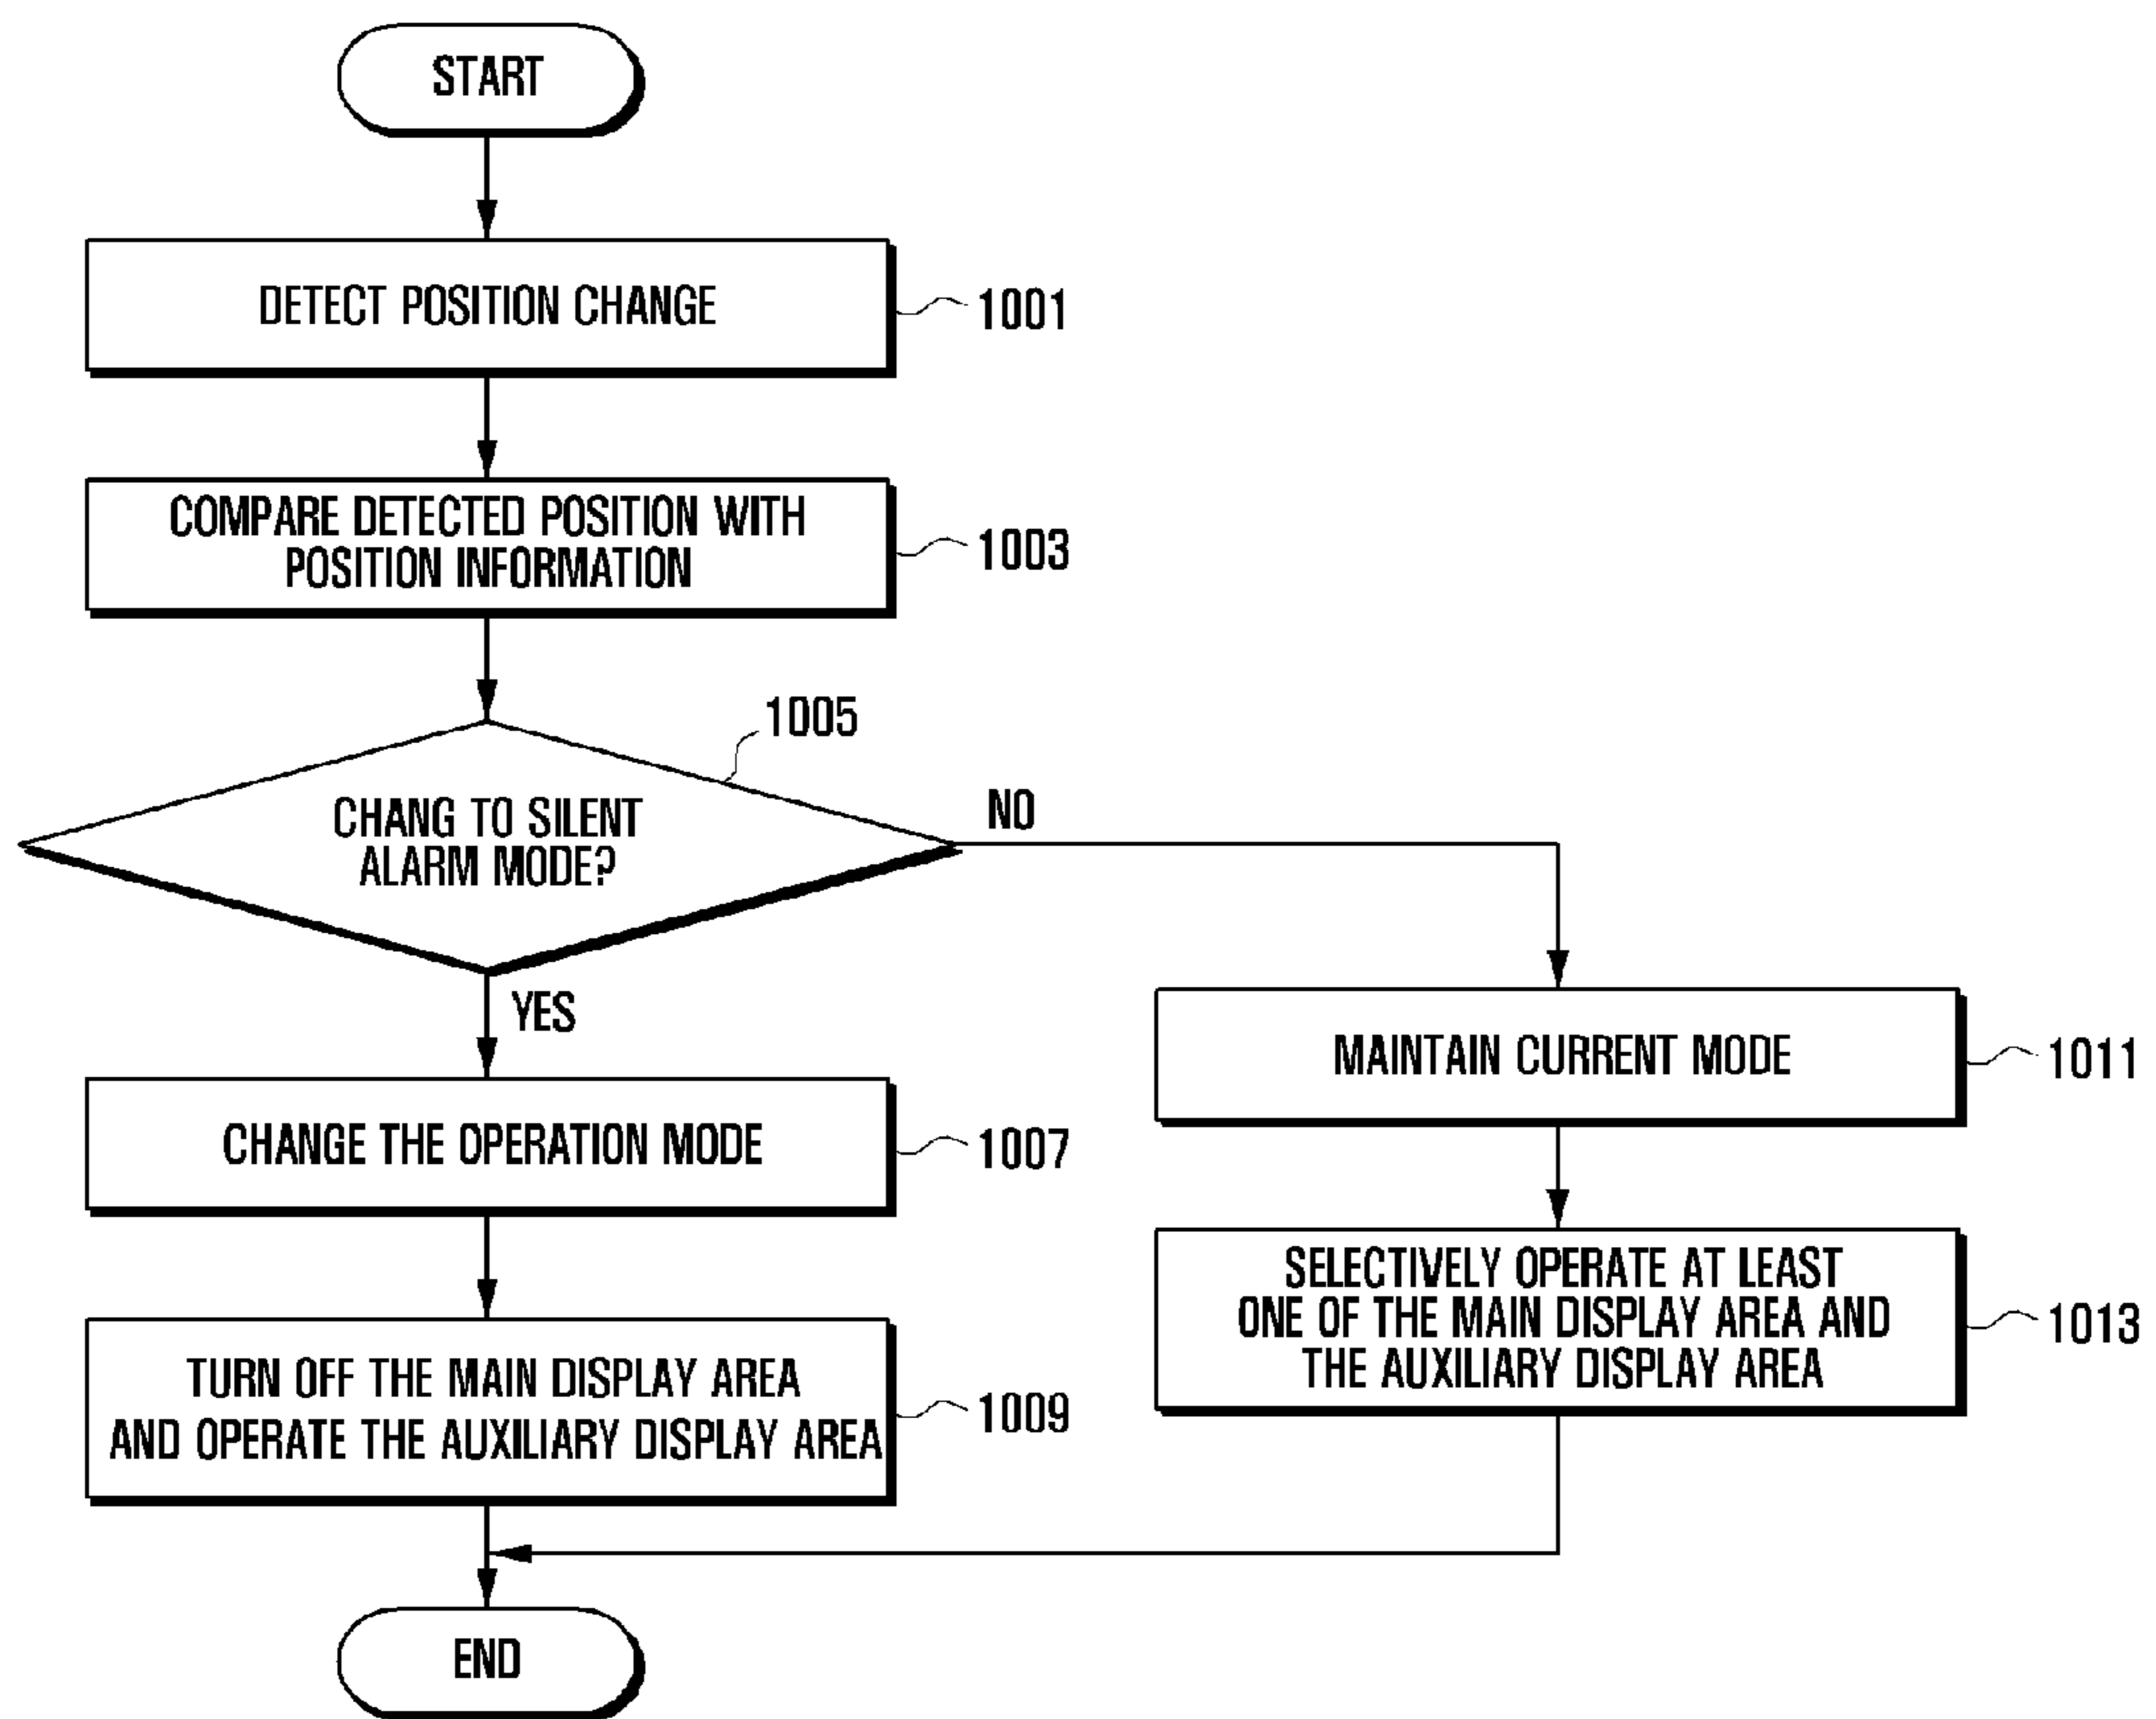 START
DETECT POSITION CHANGE
1001
COMPARE DETECTED POSITION WITH
POSITION INFORMATION
1003
1005
CHANG TO SILENT
ALARM MODE?
NO
YES
MAINTAIN CURRENT MODE
1011
CHANGE THE OPERATION MODE
1007
SELECTIVELY OPERATE AT LEAST
ONE OF THE MAIN DISPLAY AREA AND
THE AUXILIARY DISPLAY AREA
1013
TURN OFF THE MAIN DISPLAY AREA
AND OPERATE THE AUXILIARY DISPLAY AREA
1009
END